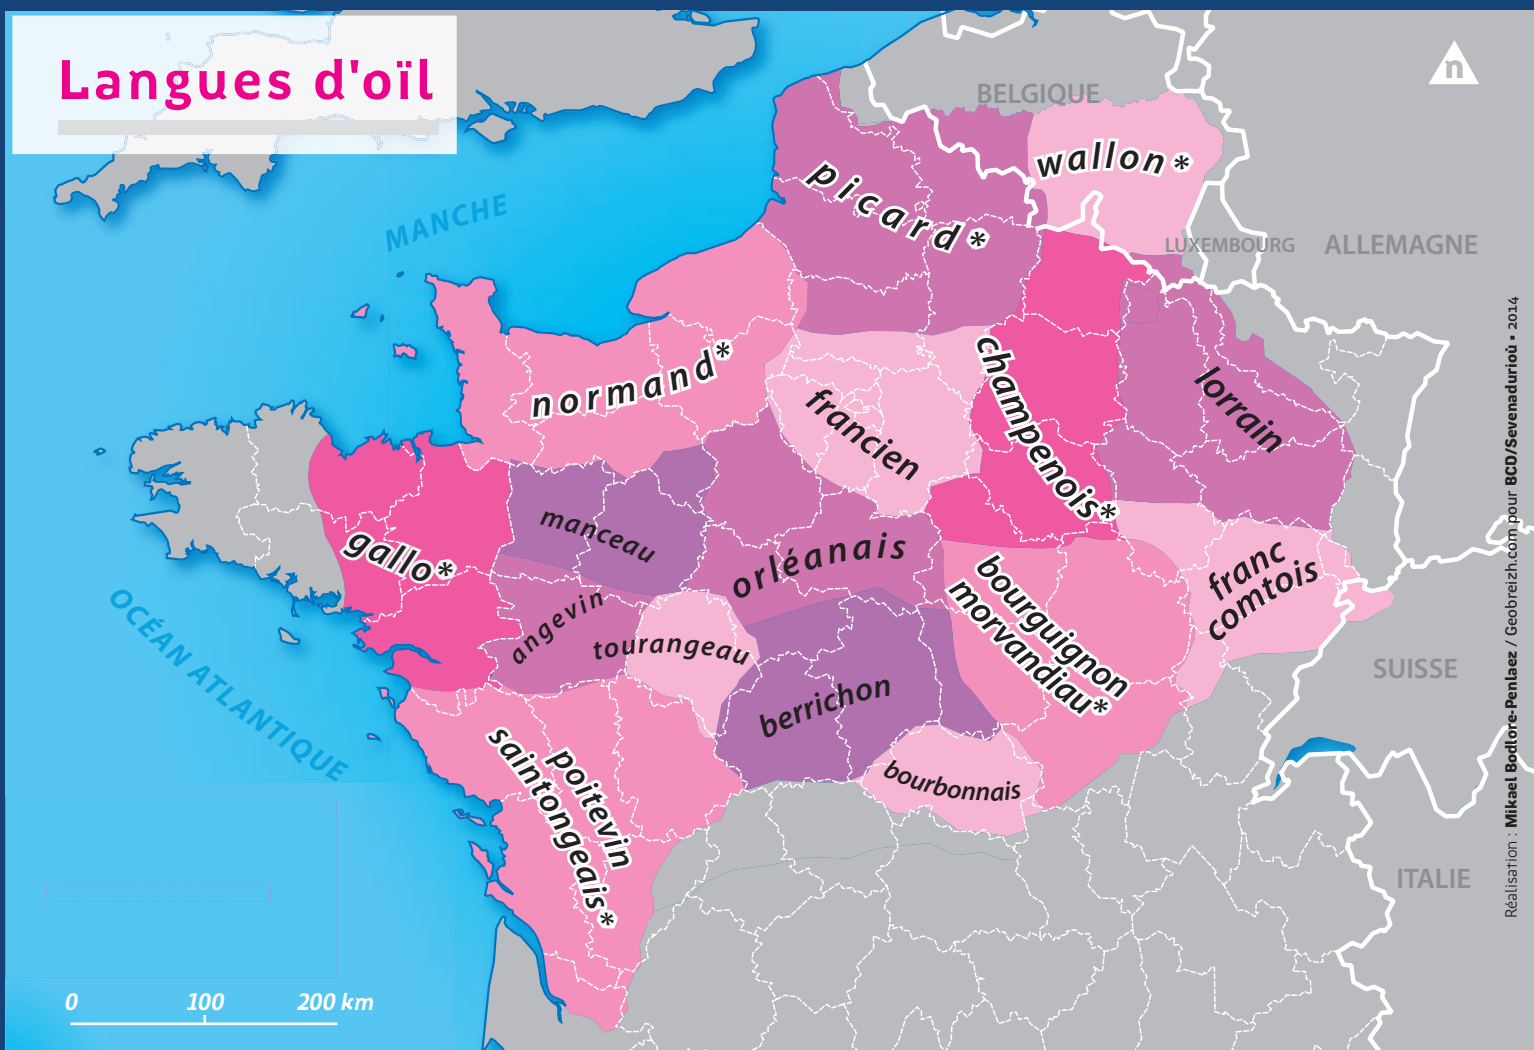 Langues d'oïl
n
BELGIQUE
wallon*
MANCHE
picard*
LUXEMBOURG
ALLEMAGNE
normand*
champenois*
lorrain
francien
gallo*
manceau
orléanais
franc
comtois
bourguignon
morvandiau*
angevin
tourangeau
OCÉAN ATLANTIQUE
SUISSE
berrichon
poitevin
saintongeais*
bourbonnais
ITALIE
0 100 200 km
Réalisation : Mikael Bodlore-Penlaez / Geobreizh.com pour BCD/Sevenadurioù • 2014